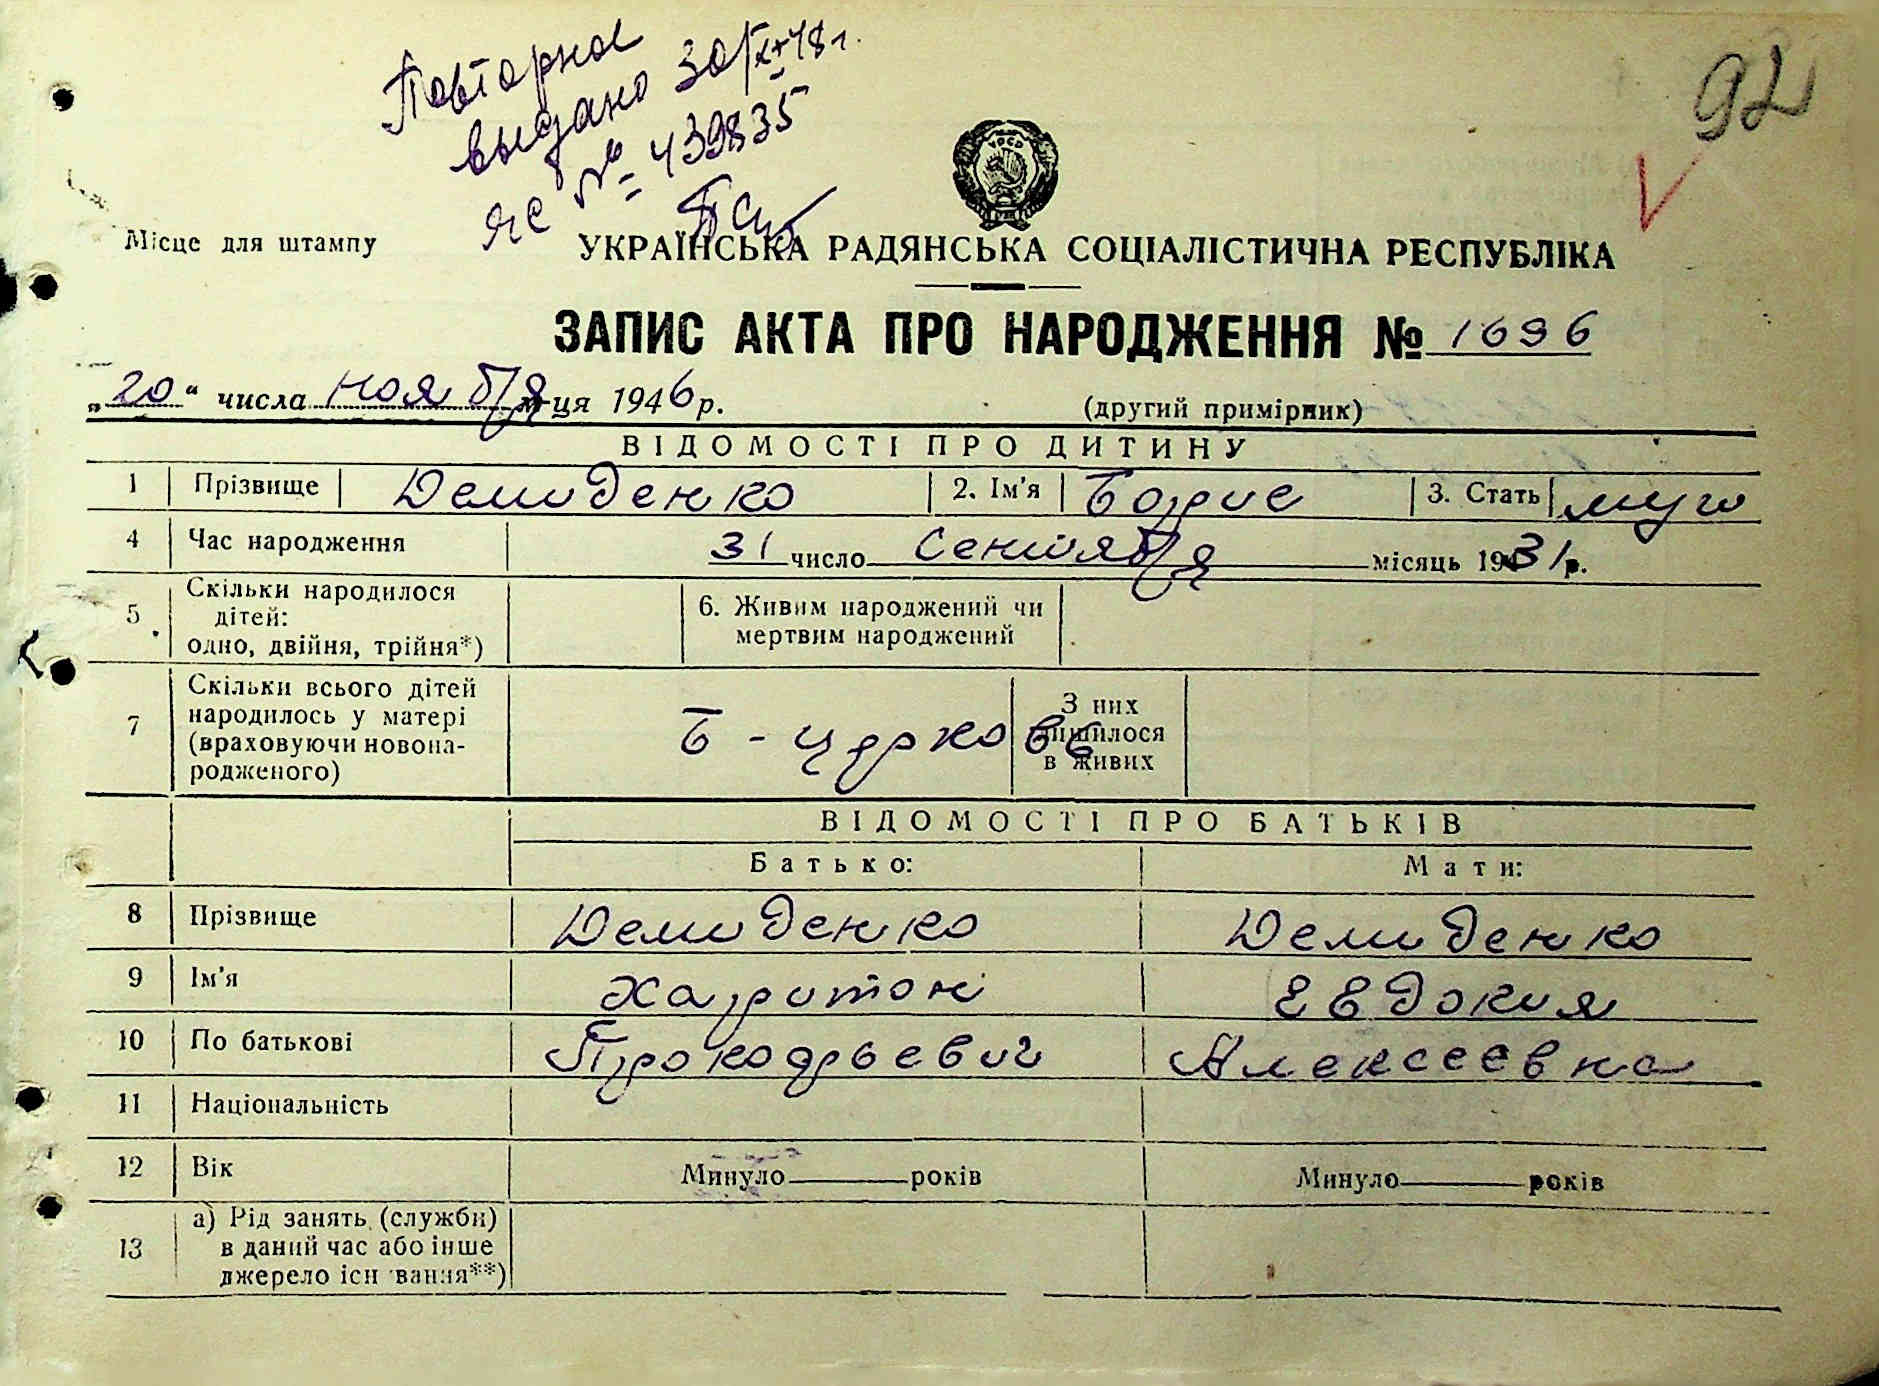 92
Повторное
выдано 30/IX-48г.
яс № 439835
УРСР
Місце для штампу
УКРАЇНСЬКА РАДЯНСЬКА СОЦІАЛІСТИЧНА РЕСПУБЛІКА
ЗАПИС АКТА ПРО НАРОДЖЕННЯ № 1696
„20“ числа ноября м-ця 1946 р. (другий примірник)
ВІДОМОСТІ ПРО ДИТИНУ
1 Прізвище Демиденко 2. Ім'я Борис 3. Стать муж
4 Час народження 31 число Сентября місяць 1931 р.
5 Скільки народилося
дітей:
одно, двійня, трійня*)
6. Живим народжений чи
мертвим народжений
7 Скільки всього дітей
народилось у матері
(враховуючи новона-
родженого)
Б-церковь
З них
лишилося
в живих
ВІДОМОСТІ ПРО БАТЬКІВ
Батько: Мати:
8 Прізвище Демиденко Демиденко
9 Ім'я Харитон Евдокия
10 По батькові Прокофьевич Алексеевна
11 Національність
12 Вік Минуло років Минуло років
13 а) Рід занять (служби)
в даний час або інше
джерело існування**)